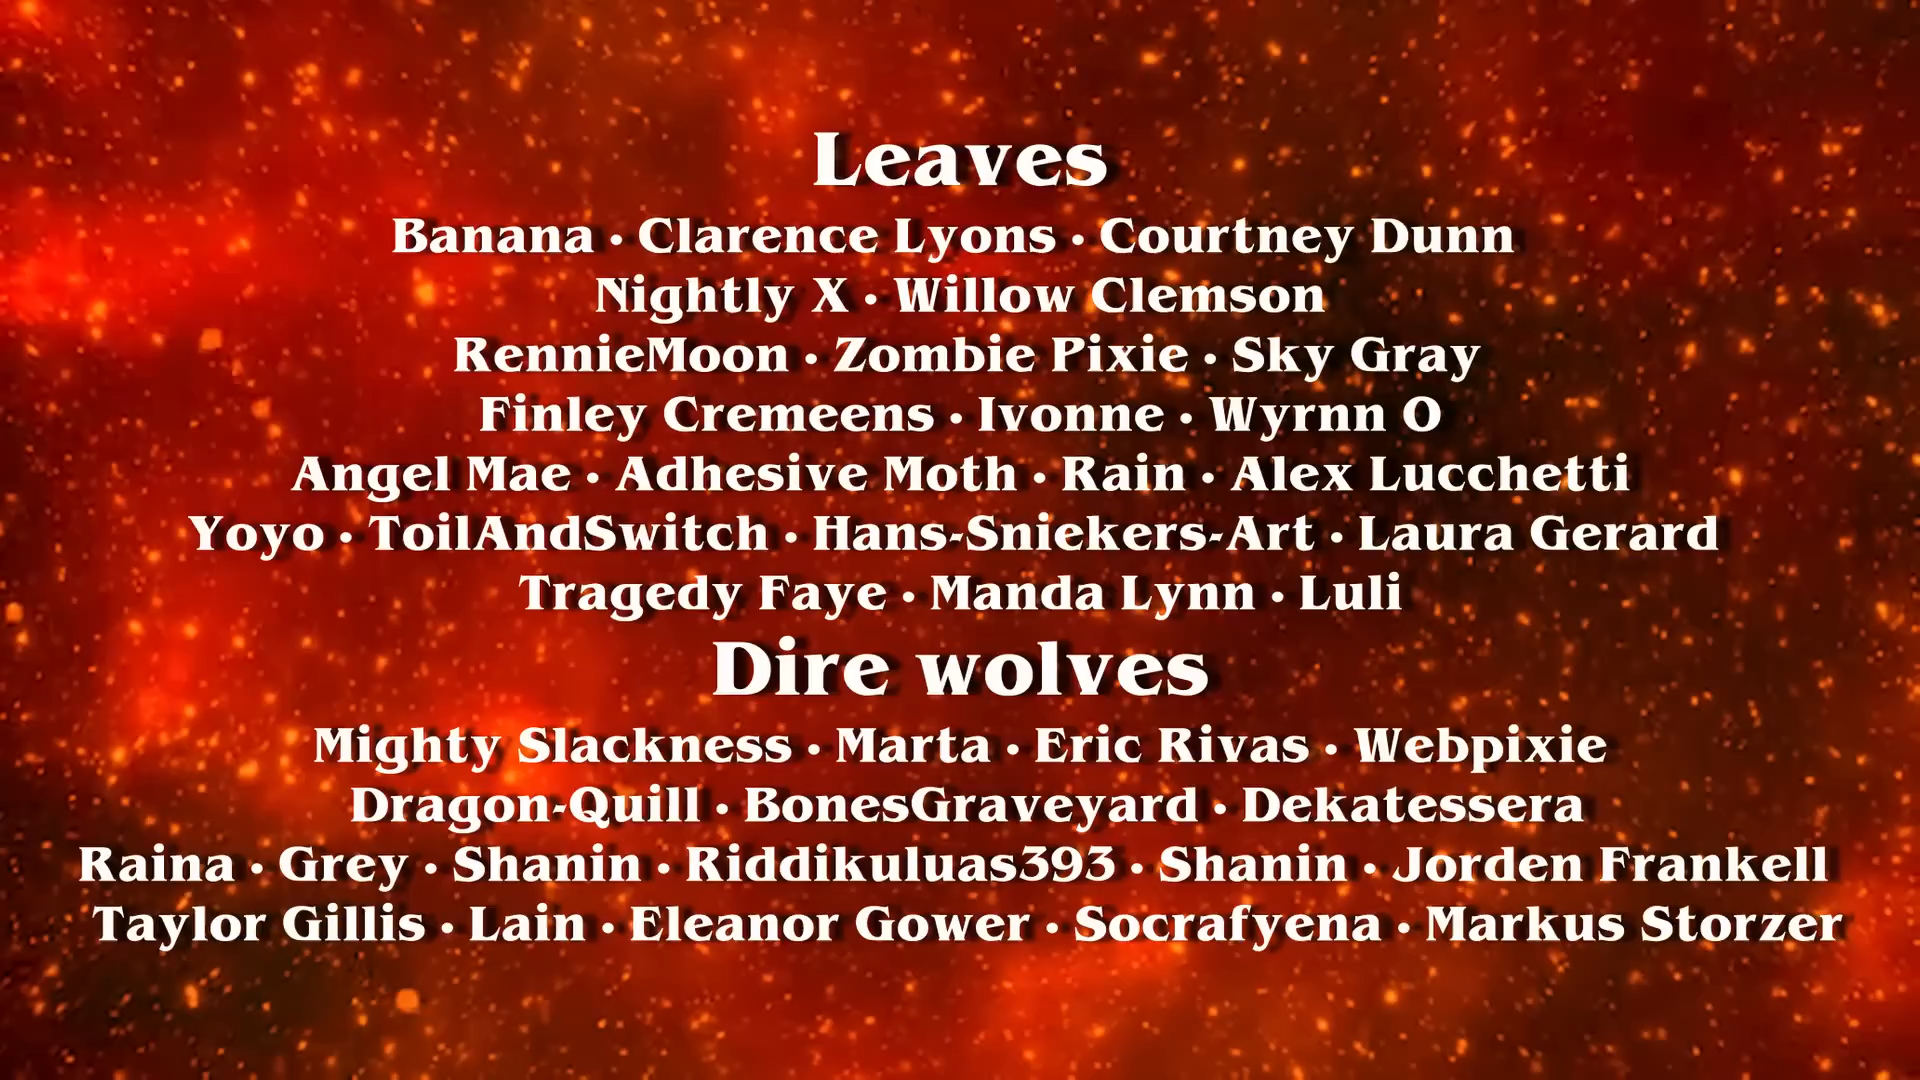 Leaves
Banana • Clarence Lyons • Courtney Dunn
Nightly X • Willow Clemson
RennieMoon • Zombie Pixie • Sky Gray
Finley Cremeens • Ivonne • Wyrnn O
Angel Mae • Adhesive Moth • Rain • Alex Lucchetti
Yoyo • ToilAndSwitch • Hans-Sniekers-Art • Laura Gerard
Tragedy Faye • Manda Lynn • Luli
Dire wolves
Mighty Slackness • Marta • Eric Rivas • Webpixie
Dragon-Quill • BonesGraveyard • Dekatessera
Raina • Grey • Shanin • Riddikuluas393 • Shanin • Jorden Frankell
Taylor Gillis • Lain • Eleanor Gower • Socrafyena • Markus Storzer